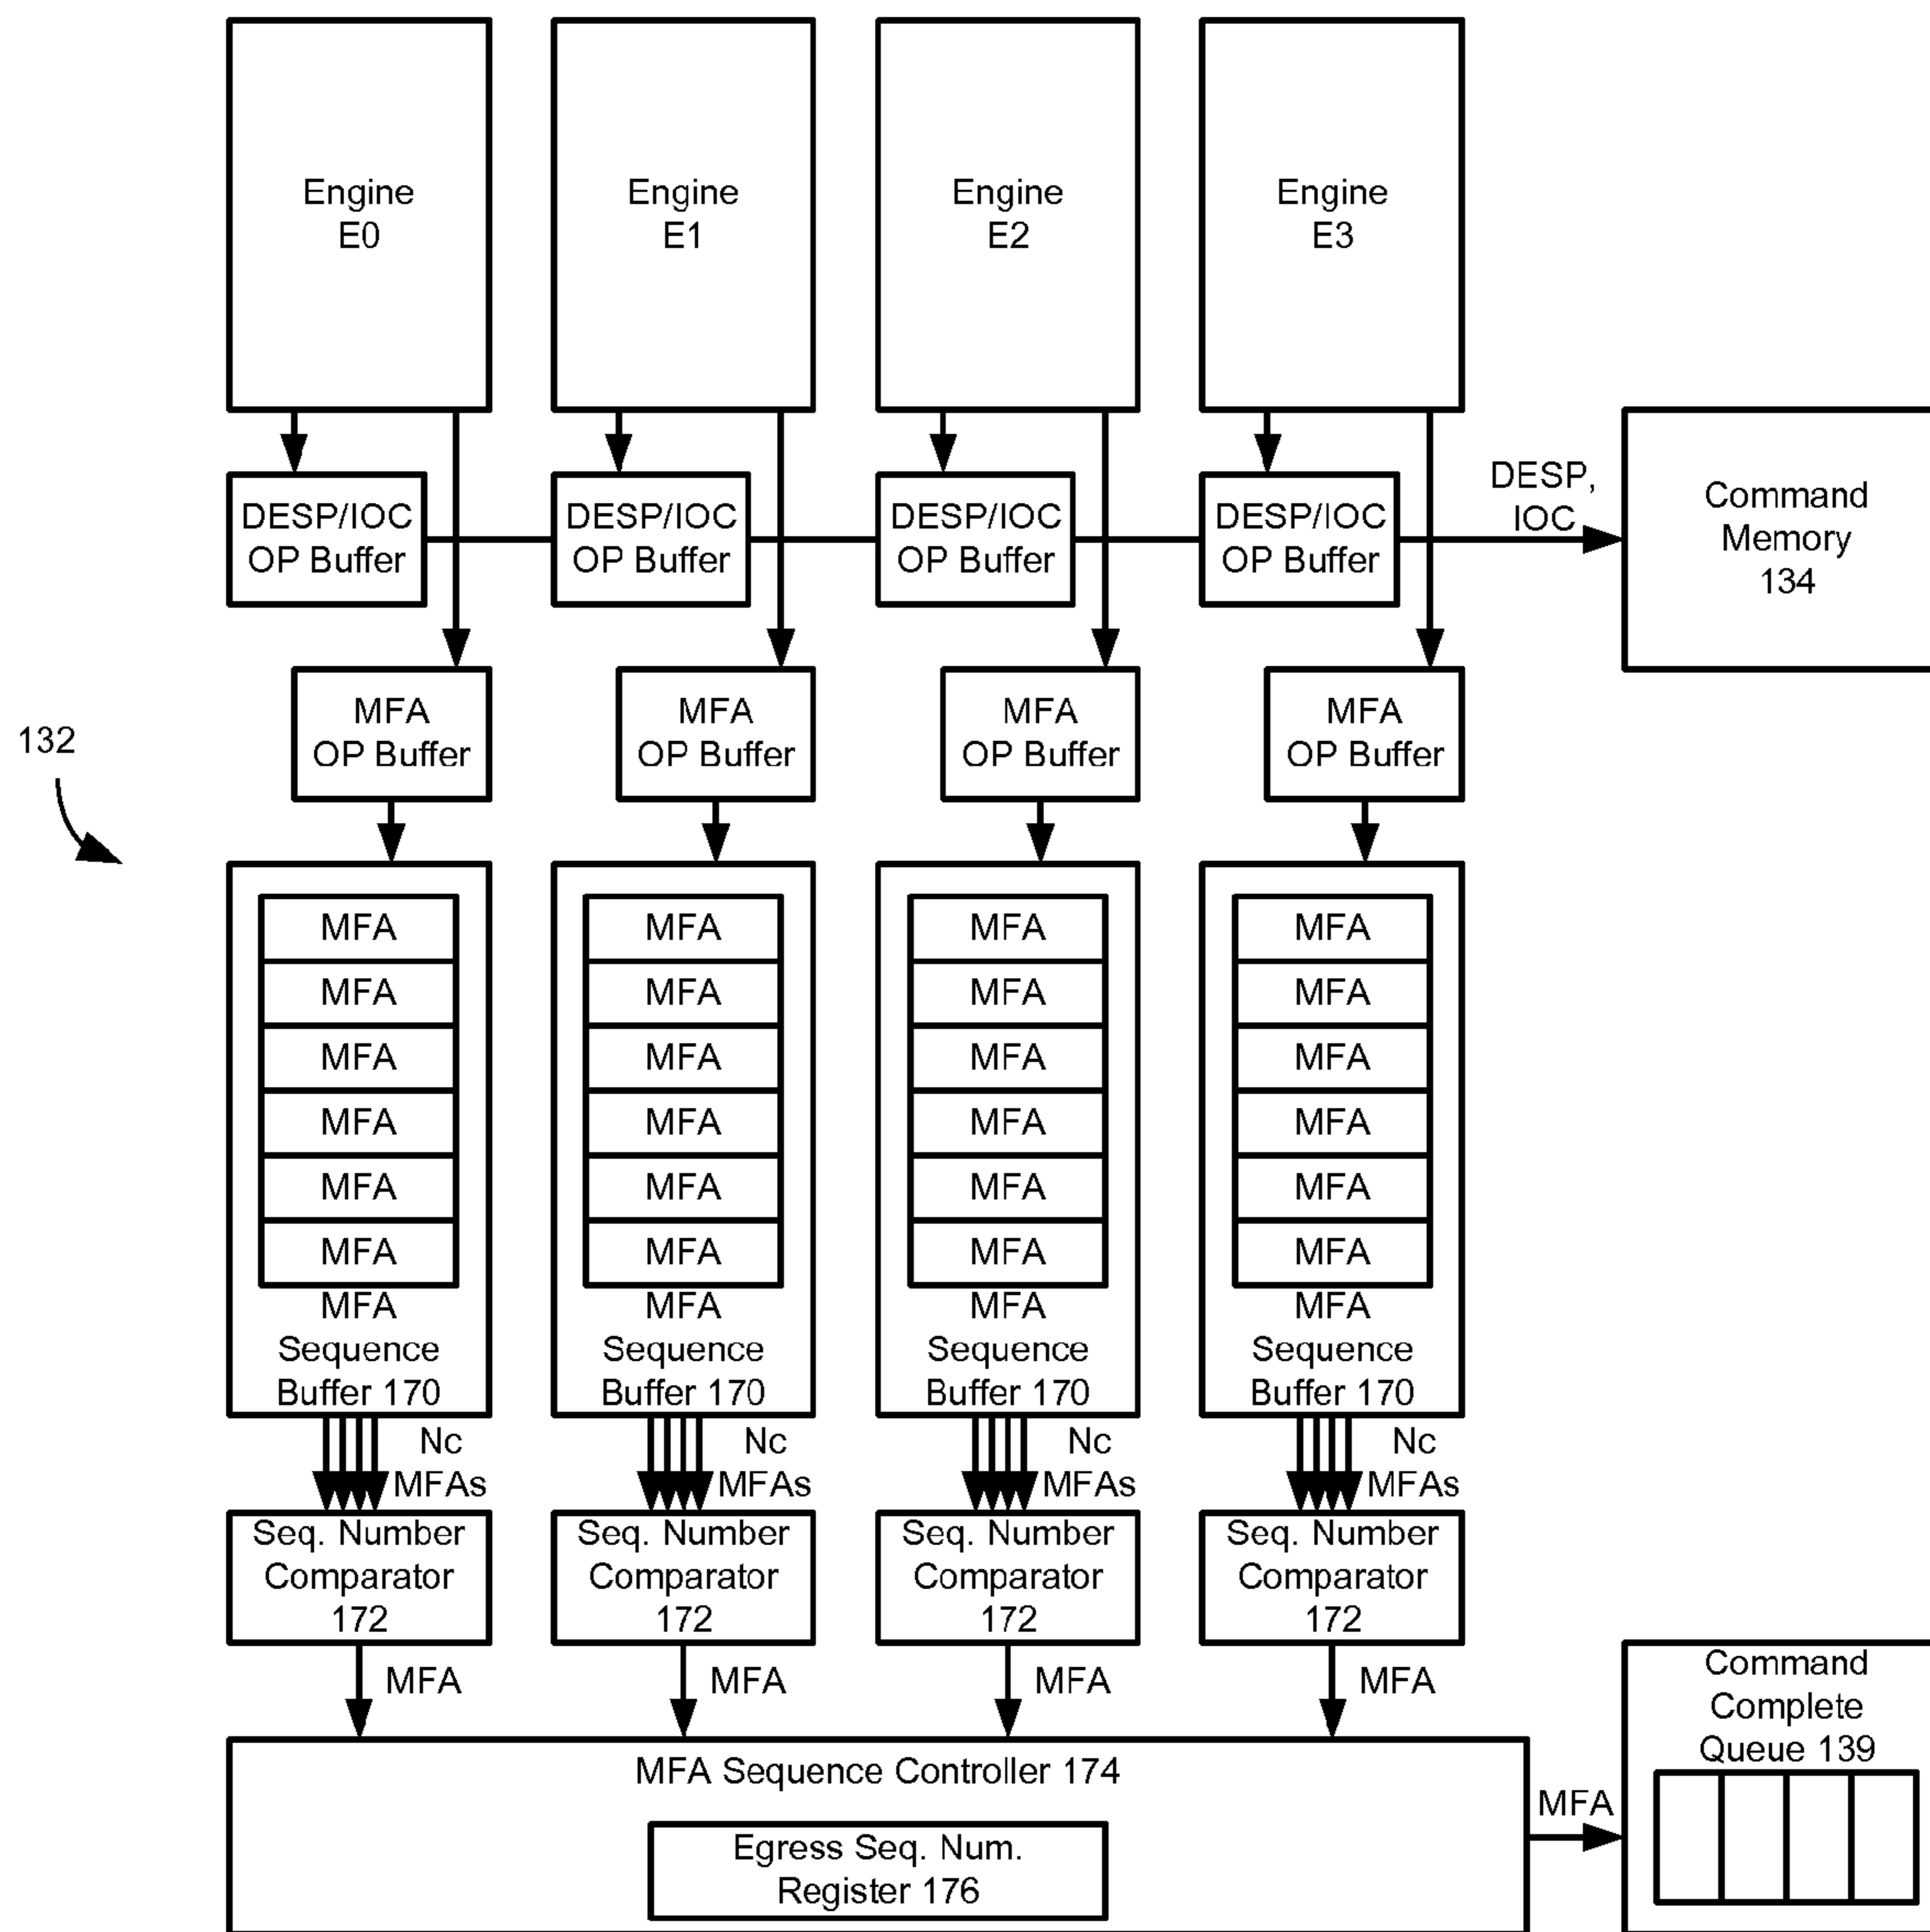 Engine
E0
Engine
E1
Engine
E2
Engine
E3
DESP/IOC
OP Buffer
DESP/IOC
OP Buffer
DESP/IOC
OP Buffer
DESP/IOC
OP Buffer
DESP,
IOC
Command
Memory
134
MFA
OP Buffer
MFA
OP Buffer
MFA
OP Buffer
MFA
OP Buffer
132
MFA
MFA
MFA
MFA
MFA
MFA
MFA
Sequence
Buffer 170
MFA
MFA
MFA
MFA
MFA
MFA
MFA
Sequence
Buffer 170
MFA
MFA
MFA
MFA
MFA
MFA
MFA
Sequence
Buffer 170
MFA
MFA
MFA
MFA
MFA
MFA
MFA
Sequence
Buffer 170
Nc
MFAs
Nc
MFAs
Nc
MFAs
Nc
MFAs
Seq. Number
Comparator
172
Seq. Number
Comparator
172
Seq. Number
Comparator
172
Seq. Number
Comparator
172
MFA
MFA
MFA
MFA
MFA Sequence Controller 174
Egress Seq. Num.
Register 176
MFA
Command
Complete
Queue 139